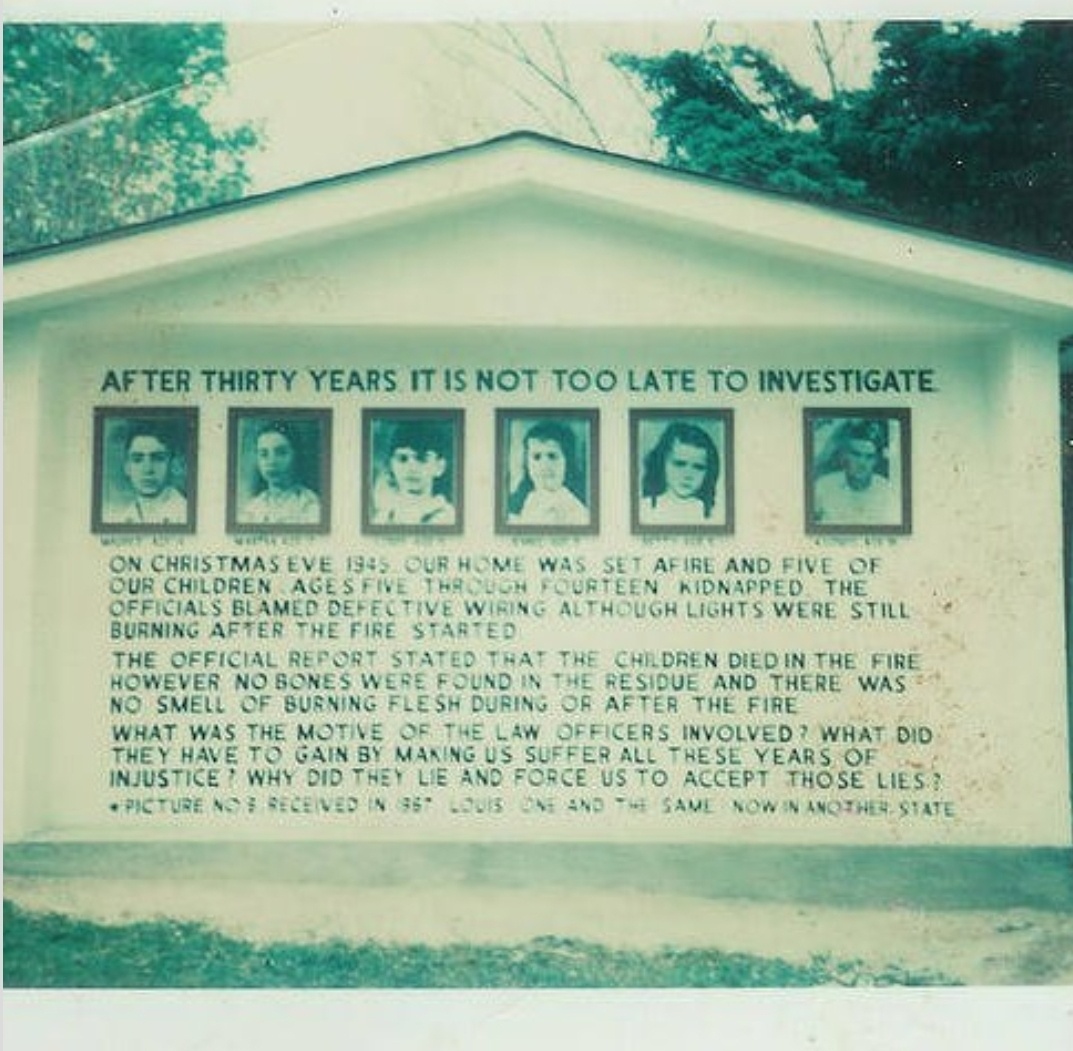 AFTER THIRTY YEARS IT IS NOT TOO LATE TO INVESTIGATE.
MARTHA AGE
BETTY AGE
ON CHRISTMAS EVE 1945 OUR HOME WAS SET AFIRE AND FIVE OF
OUR CHILDREN AGES FIVE THROUGH FOURTEEN KIDNAPPED THE
OFFICIALS BLAMED DEFECTIVE WIRING ALTHOUGH LIGHTS WERE STILL
BURNING AFTER THE FIRE STARTED
THE OFFICIAL REPORT STATED THAT THE CHILDREN DIED IN THE FIRE
HOWEVER NO BONES WERE FOUND IN THE RESIDUE AND THERE WAS
NO SMELL OF BURNING FLESH DURING OR AFTER THE FIRE
WHAT WAS THE MOTIVE OF THE LAW OFFICERS INVOLVED? WHAT DID
THEY HAVE TO GAIN BY MAKING US SUFFER ALL THESE YEARS OF
INJUSTICE? WHY DID THEY LIE AND FORCE US TO ACCEPT THOSE LIES?
*PICTURE NO 6 RECEIVED IN LOUIS ONE AND THE SAME NOW IN ANOTHER STATE